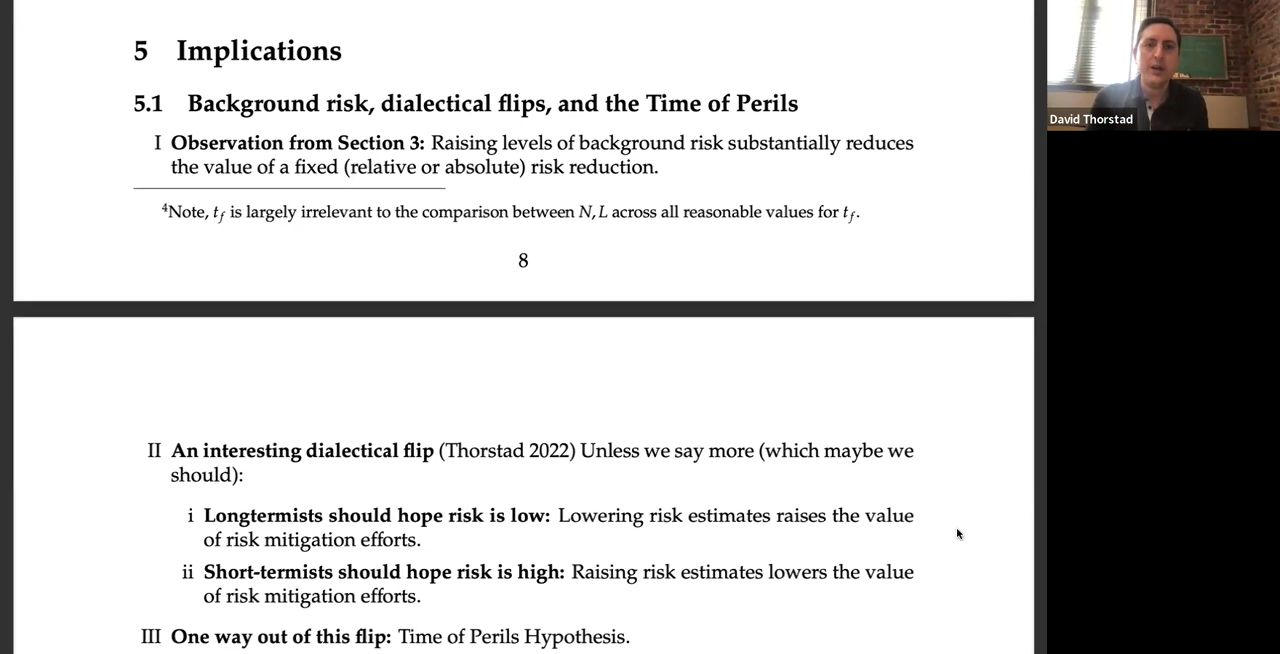 5 Implications
5.1 Background risk, dialectical flips, and the Time of Perils
I Observation from Section 3: Raising levels of background risk substantially reduces
the value of a fixed (relative or absolute) risk reduction.
⁴Note, t_f is largely irrelevant to the comparison between N, L across all reasonable values for t_f.
8
II An interesting dialectical flip (Thorstad 2022) Unless we say more (which maybe we
should):
i Longtermists should hope risk is low: Lowering risk estimates raises the value
of risk mitigation efforts.
ii Short-termists should hope risk is high: Raising risk estimates lowers the value
of risk mitigation efforts.
III One way out of this flip: Time of Perils Hypothesis.
David Thorstad